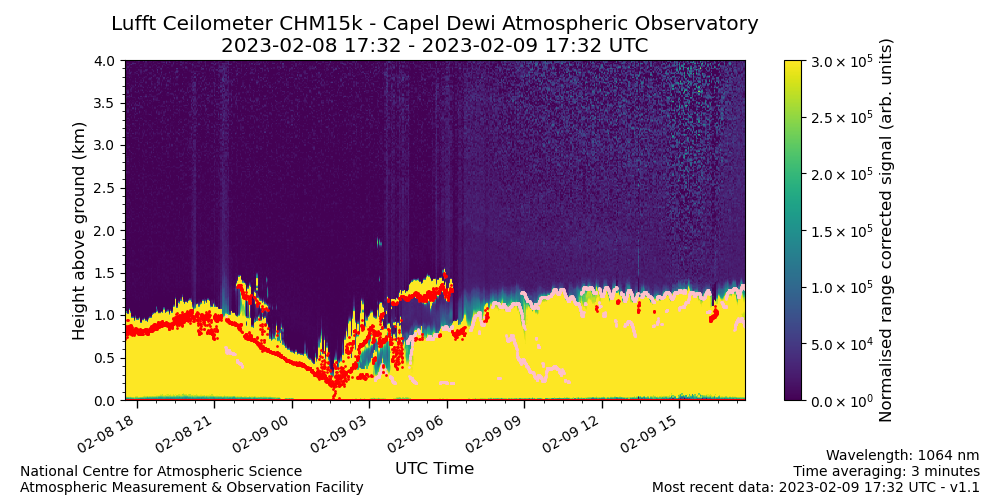 Lufft Ceilometer CHM15k - Capel Dewi Atmospheric Observatory
2023-02-08 17:32 - 2023-02-09 17:32 UTC
Height above ground (km)
4.0
3.5
3.0
2.5
2.0
1.5
1.0
0.5
0.0
02-08 18
02-08 21
02-09 00
02-09 03
02-09 06
02-09 09
02-09 12
02-09 15
UTC Time
3.0 × 10⁵
2.5 × 10⁵
2.0 × 10⁵
1.5 × 10⁵
1.0 × 10⁵
5.0 × 10⁴
0.0 × 10⁰
Normalised range corrected signal (arb. units)
National Centre for Atmospheric Science
Atmospheric Measurement & Observation Facility
Wavelength: 1064 nm
Time averaging: 3 minutes
Most recent data: 2023-02-09 17:32 UTC - v1.1